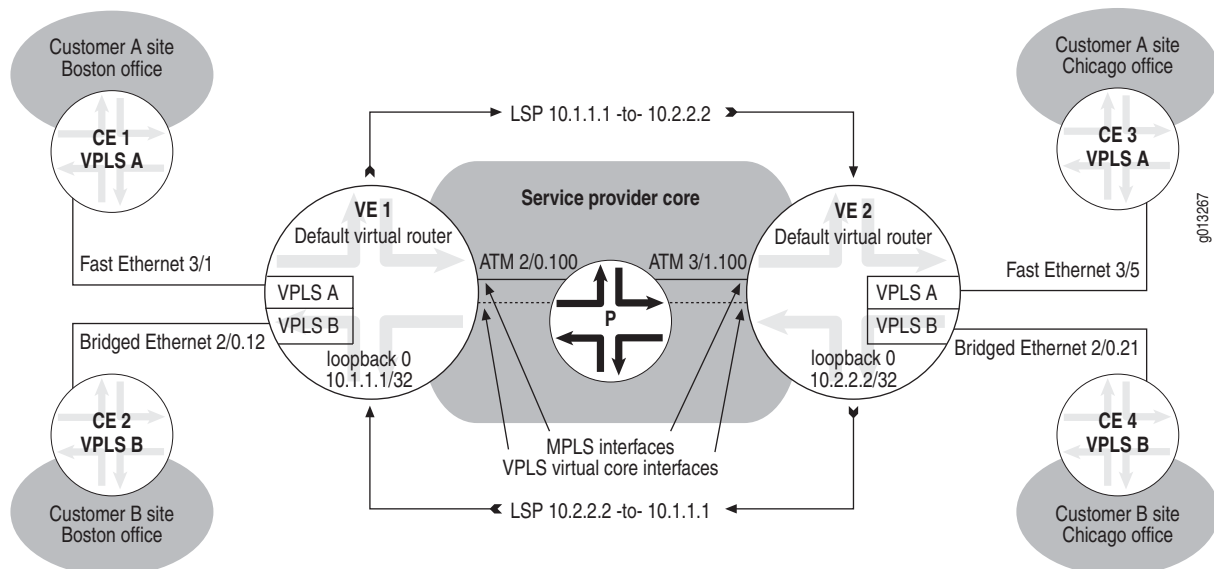 Customer A site
Boston office
CE 1
VPLS A
Fast Ethernet 3/1
Bridged Ethernet 2/0.12
CE 2
VPLS B
Customer B site
Boston office
LSP 10.1.1.1 -to- 10.2.2.2
Service provider core
VE 1
Default virtual router
VPLS A
VPLS B
loopback 0
10.1.1.1/32
ATM 2/0.100
ATM 3/1.100
P
VE 2
Default virtual router
VPLS A
VPLS B
loopback 0
10.2.2.2/32
MPLS interfaces
VPLS virtual core interfaces
LSP 10.2.2.2 -to- 10.1.1.1
Customer A site
Chicago office
CE 3
VPLS A
Fast Ethernet 3/5
Bridged Ethernet 2/0.21
CE 4
VPLS B
Customer B site
Chicago office
g013267